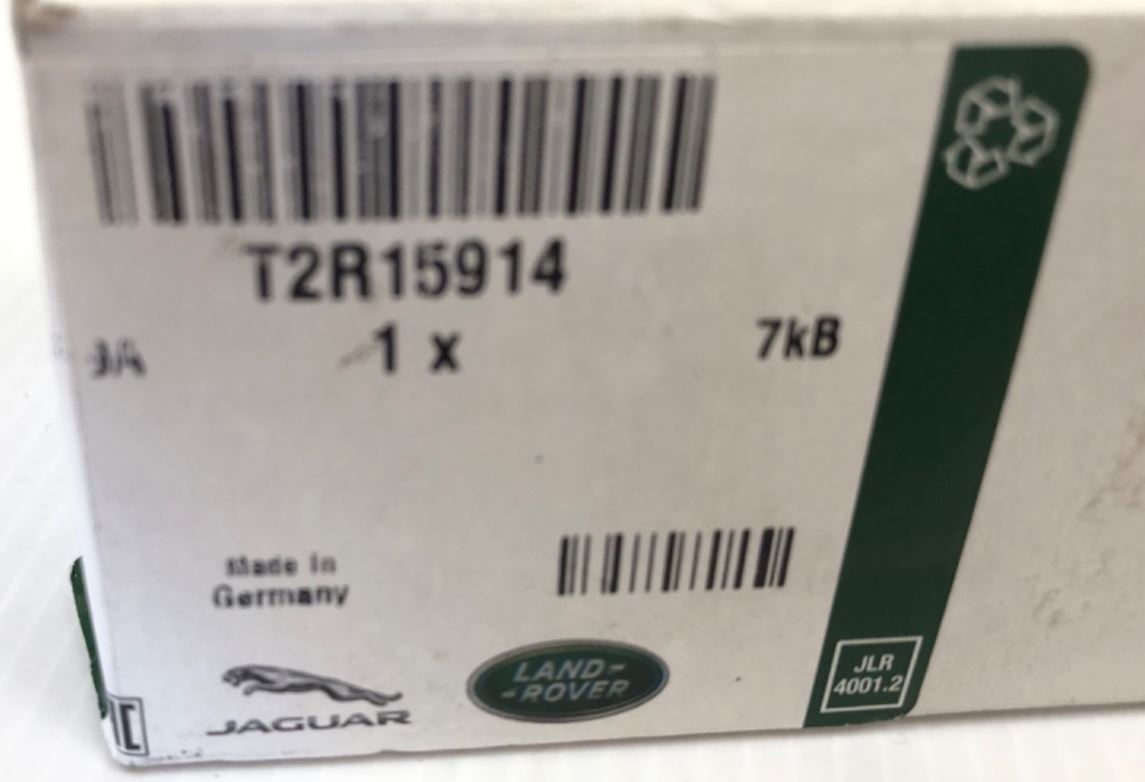 T2R15914
1 x
7kB
Made In
Germany
JAGUAR
LAND-
-ROVER
JLR
4001.2